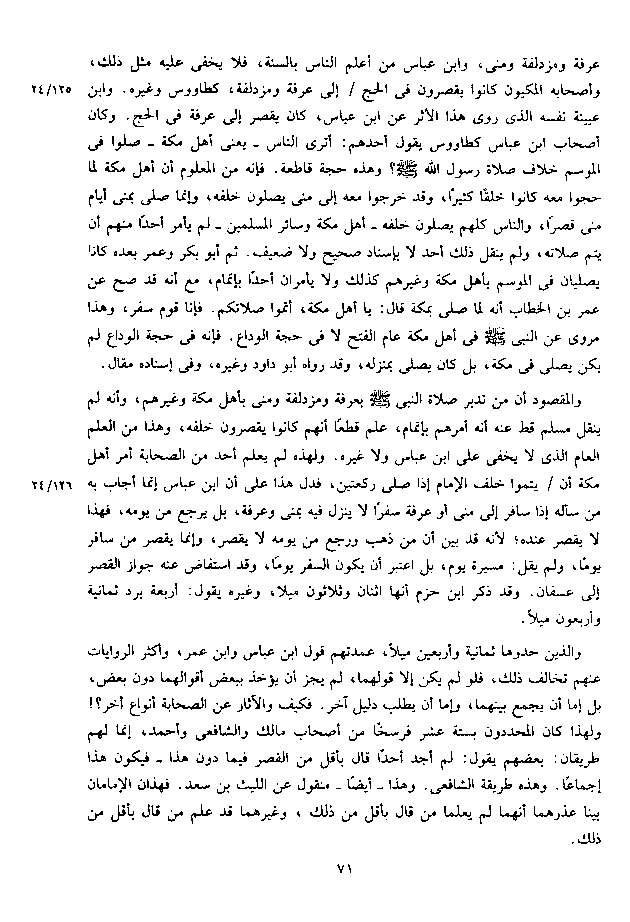 عرفة ومزدلفة ومنى، وابن عباس من أعلم الناس بالسنة، فلا يخفى عليه مثل ذلك،
وأصحابه المكيون كانوا يقصرون فى الحج / إلى عرفة ومزدلفة، كطاووس وغيره. وابن ٢٤/١٢٥
عيينة نفسه الذى روى هذا الأثر عن ابن عباس، كان يقصر إلى عرفة فى الحج. وكان
أصحاب ابن عباس كطاووس يقول أحدهم: أترى الناس ـ يعنى أهل مكة ـ صلوا فى
الموسم خلاف صلاة رسول الله ﷺ؟ وهذه حجة قاطعة. فإنه من المعلوم أن أهل مكة لما
حجوا معه كانوا خلقًا كثيرًا، وقد خرجوا معه إلى منى يصلون خلفه، وإنما صلى بمنى أيام
منى قصرًا، والناس كلهم يصلون خلفه ـ أهل مكة وسائر المسلمين ـ لم يأمر أحدًا منهم أن
يتم صلاته، ولم ينقل ذلك أحد لا بإسناد صحيح ولا ضعيف. ثم أبو بكر وعمر بعده كانا
يصليان فى الموسم بأهل مكة وغيرهم كذلك ولا يأمران أحدًا بإتمام، مع أنه قد صح عن
عمر بن الخطاب أنه لما صلى بمكة قال: يا أهل مكة، أتموا صلاتكم. فإنا قوم سفر، وهذا
مروى عن النبى ﷺ فى أهل مكة عام الفتح لا فى حجة الوداع. فإنه فى حجة الوداع لم
يكن يصلى فى مكة، بل كان يصلى بمنزله، وقد رواه أبو داود وغيره، وفى إسناده مقال.
والمقصود أن من تدبر صلاة النبى ﷺ بعرفة ومزدلفة ومنى بأهل مكة وغيرهم، وأنه لم
ينقل مسلم قط عنه أنه أمرهم بإتمام، علم قطعًا أنهم كانوا يقصرون خلفه، وهذا من العلم
العام الذى لا يخفى على ابن عباس ولا غيره. ولهذا لم يعلم أحد من الصحابة أمر أهل
مكة أن / يتموا خلف الإمام إذا صلى ركعتين، فدل هذا على أن ابن عباس إنما أجاب به ٢٤/١٢٦
من سأله إذا سافر إلى منى أو عرفة سفرًا لا ينزل فيه بمنى وعرفة، بل يرجع من يومه، فهذا
لا يقصر عنده؛ لأنه قد بين أن من ذهب ورجع من يومه لا يقصر، وإنما يقصر من سافر
يومًا، ولم يقل: مسيرة يوم، بل اعتبر أن يكون السفر يومًا، وقد استفاض عنه جواز القصر
إلى عسفان. وقد ذكر ابن حزم أنها اثنان وثلاثون ميلا، وغيره يقول: أربعة برد ثمانية
وأربعون ميلاً.
والذين حدوها ثمانية وأربعين ميلاً، عمدتهم قول ابن عباس وابن عمر، وأكثر الروايات
عنهم تخالف ذلك، فلو لم يكن إلا قولهما، لم يجز أن يؤخذ ببعض أقوالهما دون بعض،
بل إما أن يجمع بينهما، وإما أن يطلب دليل آخر. فكيف والآثار عن الصحابة أنواع أخر؟!
ولهذا كان المحددون بستة عشر فرسخًا من أصحاب مالك والشافعى وأحمد، إنما لهم
طريقان: بعضهم يقول: لم أجد أحدًا قال بأقل من القصر فيما دون هذا ـ فيكون هذا
إجماعًا. وهذه طريقة الشافعى. وهذا ـ أيضًا ـ منقول عن الليث بن سعد. فهذان الإمامان
بينا عذرهما أنهما لم يعلما من قال بأقل من ذلك ، وغيرهما قد علم من قال بأقل من
ذلك.
٧١